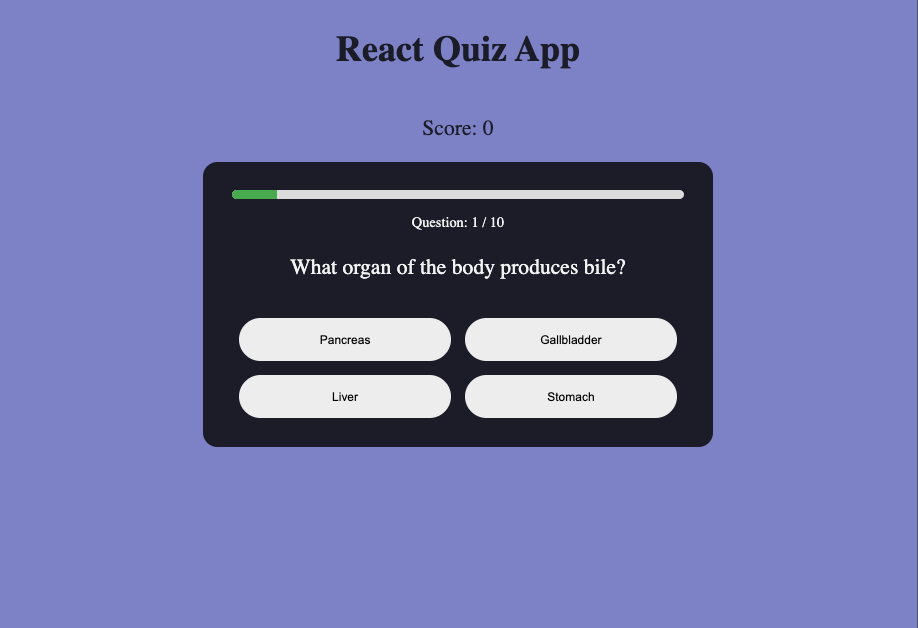 React Quiz App
Score: 0
Question: 1 / 10
What organ of the body produces bile?
Pancreas
Gallbladder
Liver
Stomach